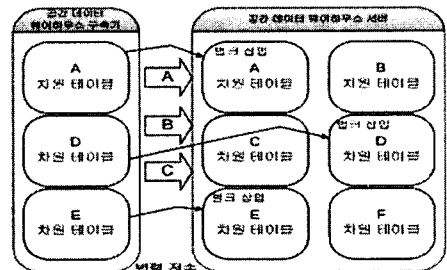 공간 데이터
웨어하우스 구축기
공간 데이터 웨어하우스 서버
A
차원 테이블
D
차원 테이블
E
차원 테이블
A
B
C
벌크 삽입
A
차원 테이블
B
차원 테이블
C
차원 테이블
벌크 삽입
D
차원 테이블
벌크 삽입
E
차원 테이블
F
차원 테이블
병렬 전송